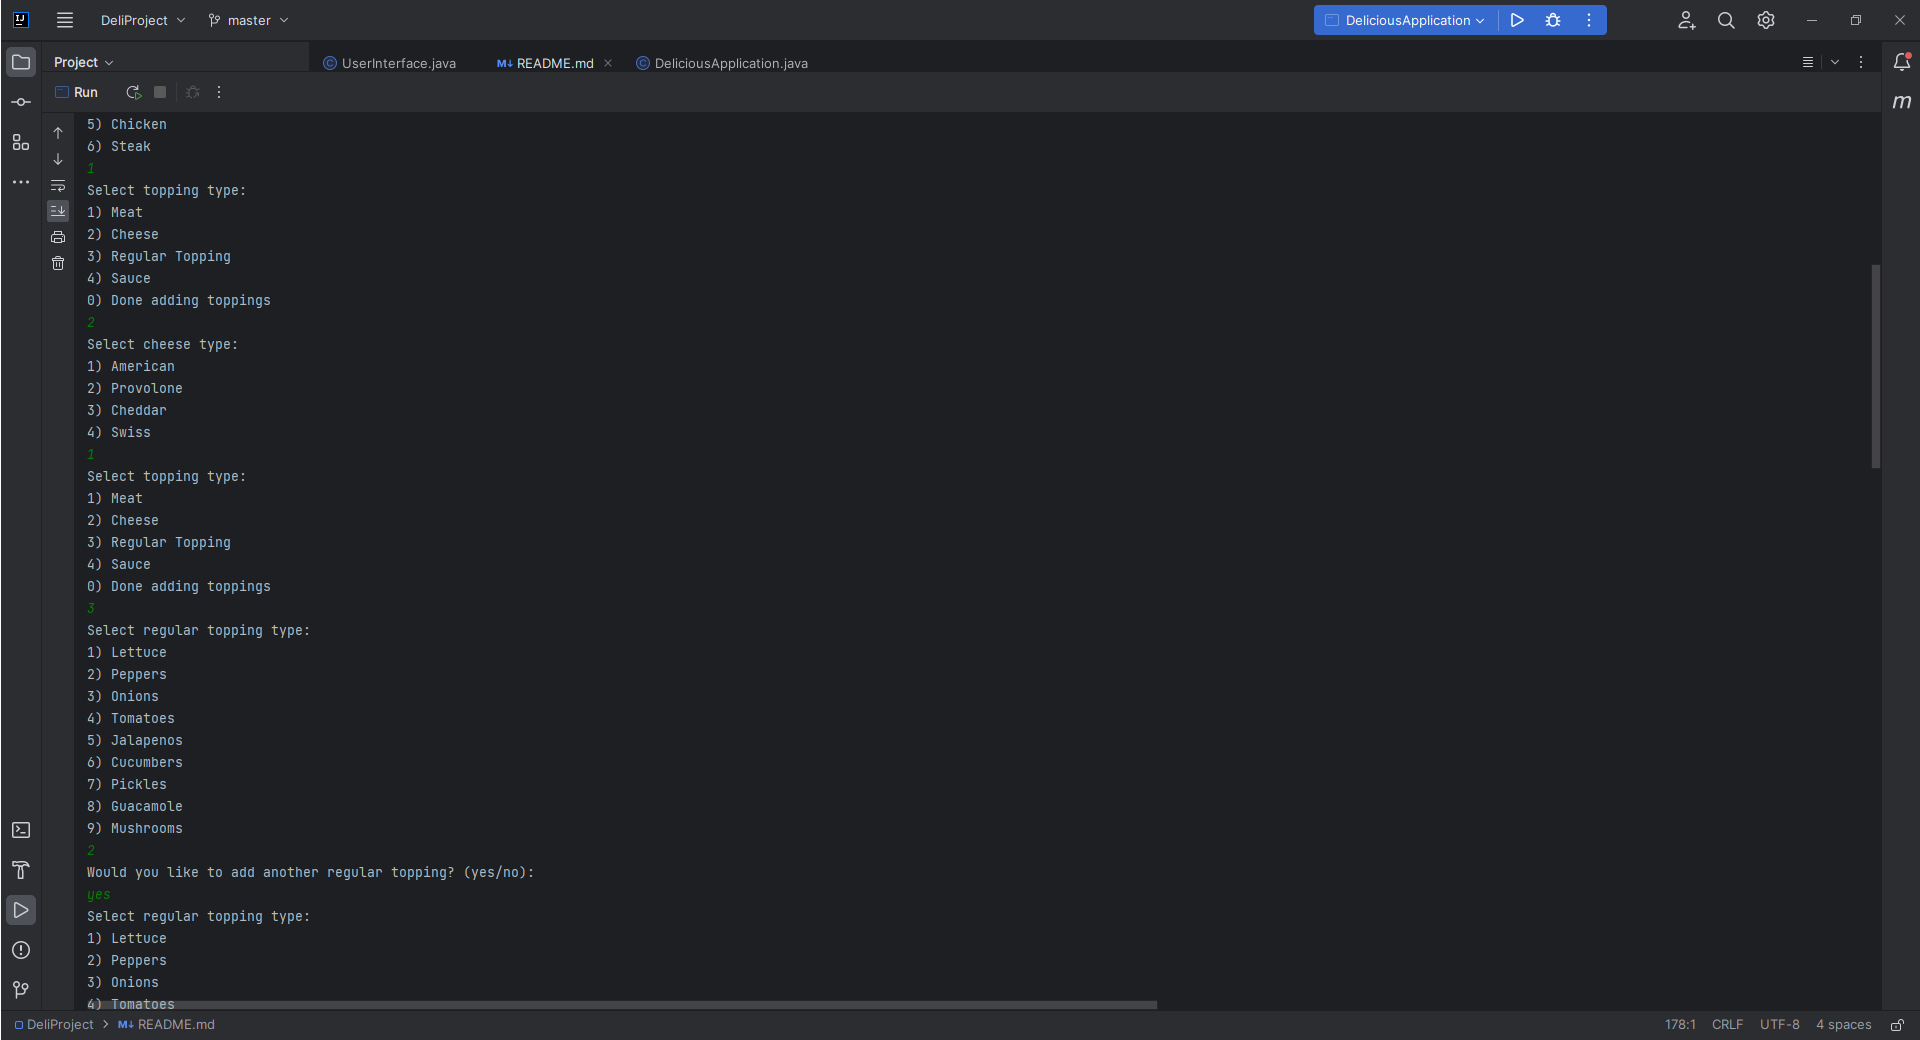 IJ DeliProject master DeliciousApplication
Project UserInterface.java M↓ README.md DeliciousApplication.java
Run
5) Chicken
6) Steak
1
Select topping type:
1) Meat
2) Cheese
3) Regular Topping
4) Sauce
0) Done adding toppings
2
Select cheese type:
1) American
2) Provolone
3) Cheddar
4) Swiss
1
Select topping type:
1) Meat
2) Cheese
3) Regular Topping
4) Sauce
0) Done adding toppings
3
Select regular topping type:
1) Lettuce
2) Peppers
3) Onions
4) Tomatoes
5) Jalapenos
6) Cucumbers
7) Pickles
8) Guacamole
9) Mushrooms
2
Would you like to add another regular topping? (yes/no):
yes
Select regular topping type:
1) Lettuce
2) Peppers
3) Onions
4) Tomatoes
DeliProject > M↓ README.md 178:1 CRLF UTF-8 4 spaces